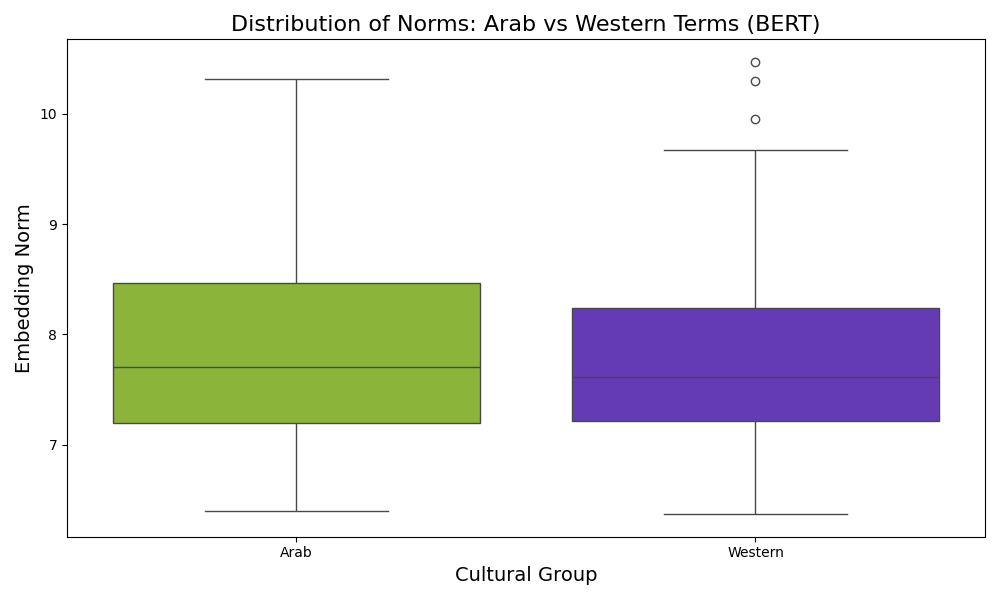 Distribution of Norms: Arab vs Western Terms (BERT)
10
9
8
7
Embedding Norm
Arab
Western
Cultural Group